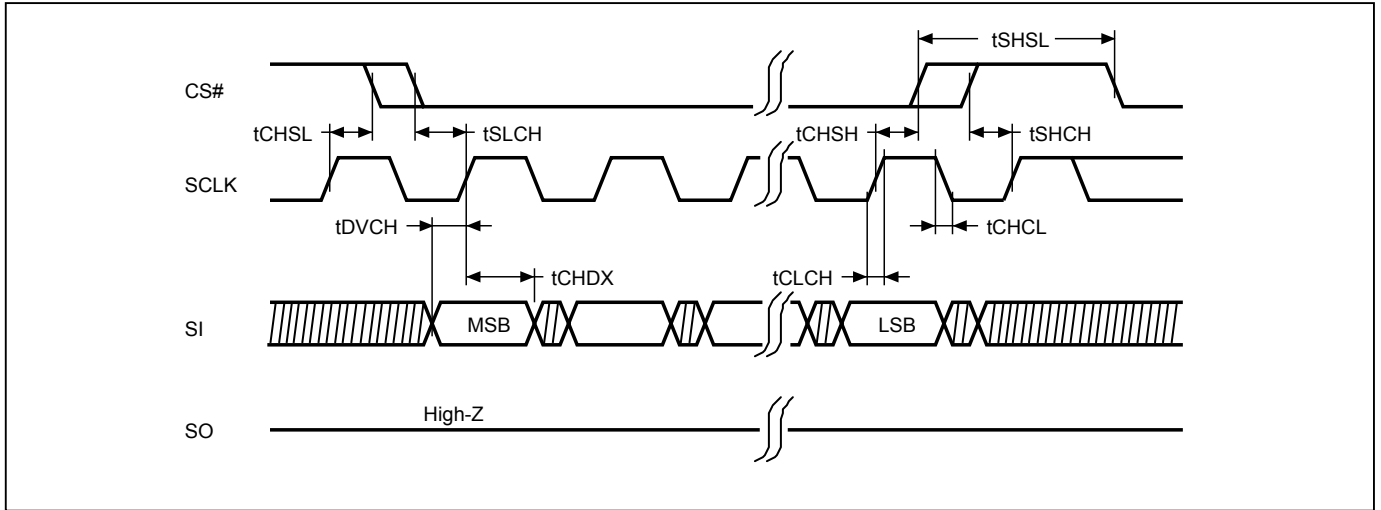 tSHSL
CS#
tCHSL
tSLCH
tCHSH
tSHCH
SCLK
tDVCH
tCHCL
tCHDX
tCLCH
SI
MSB
LSB
High-Z
SO